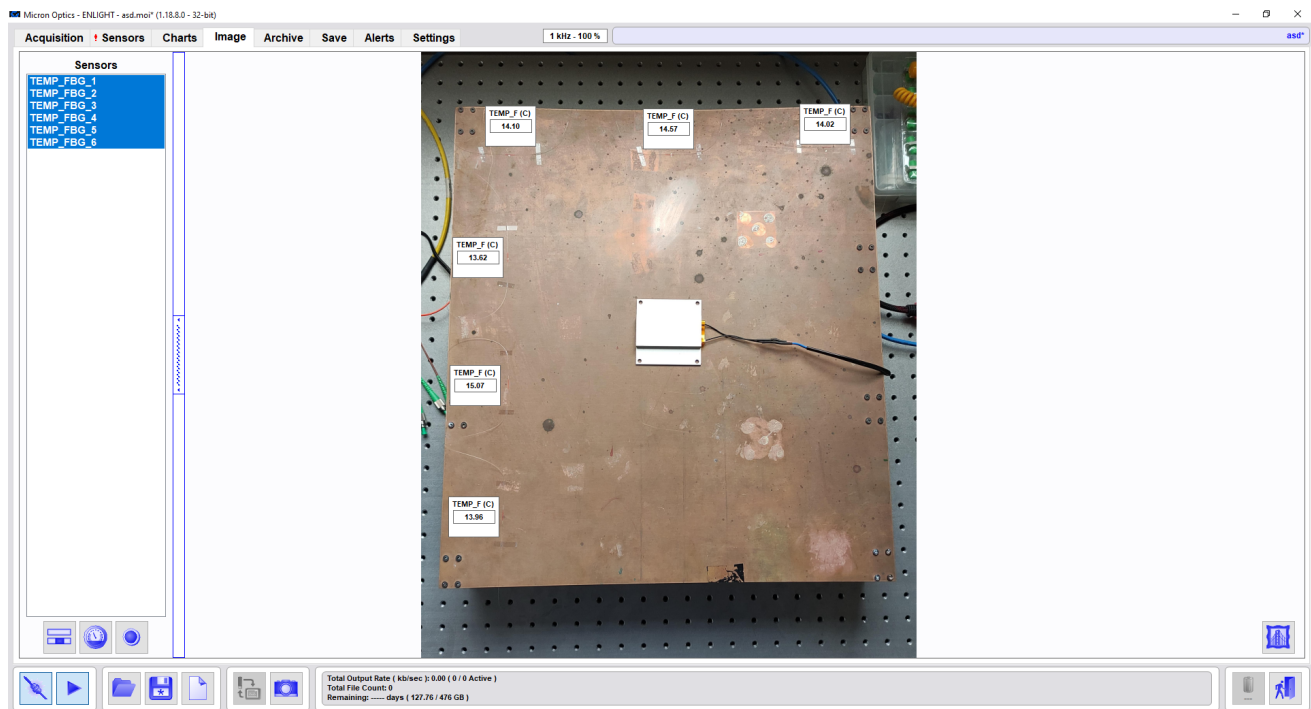 Micron Optics - ENLIGHT - asd.moi* (1.18.8.0 - 32-bit)
Acquisition ! Sensors Charts Image Archive Save Alerts Settings
1 kHz - 100 %
asd*
Sensors
TEMP_FBG_1
TEMP_FBG_2
TEMP_FBG_3
TEMP_FBG_4
TEMP_FBG_5
TEMP_FBG_6
TEMP_F (C)
14.10
TEMP_F (C)
14.57
TEMP_F (C)
14.02
TEMP_F (C)
13.62
TEMP_F (C)
15.07
TEMP_F (C)
13.96
Total Output Rate ( kb/sec ): 0.00 ( 0 / 0 Active )
Total File Count: 0
Remaining: ----- days ( 127.76 / 476 GB )